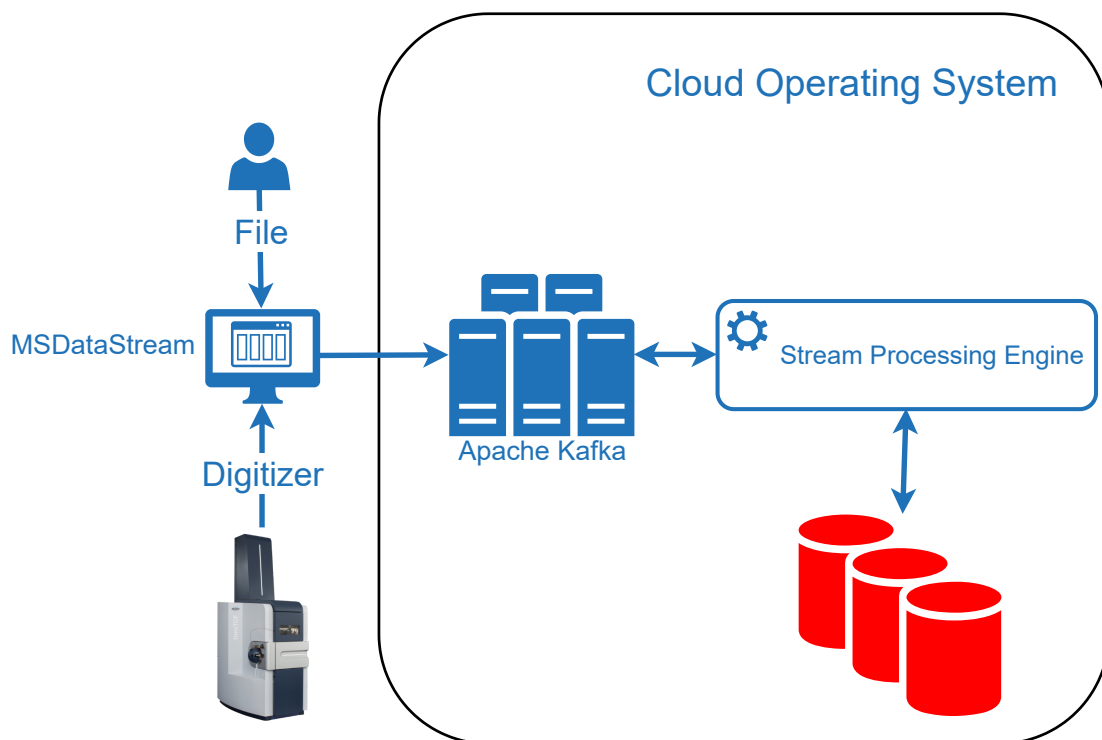 Cloud Operating System
File
MSDataStream
Stream Processing Engine
Apache Kafka
Digitizer